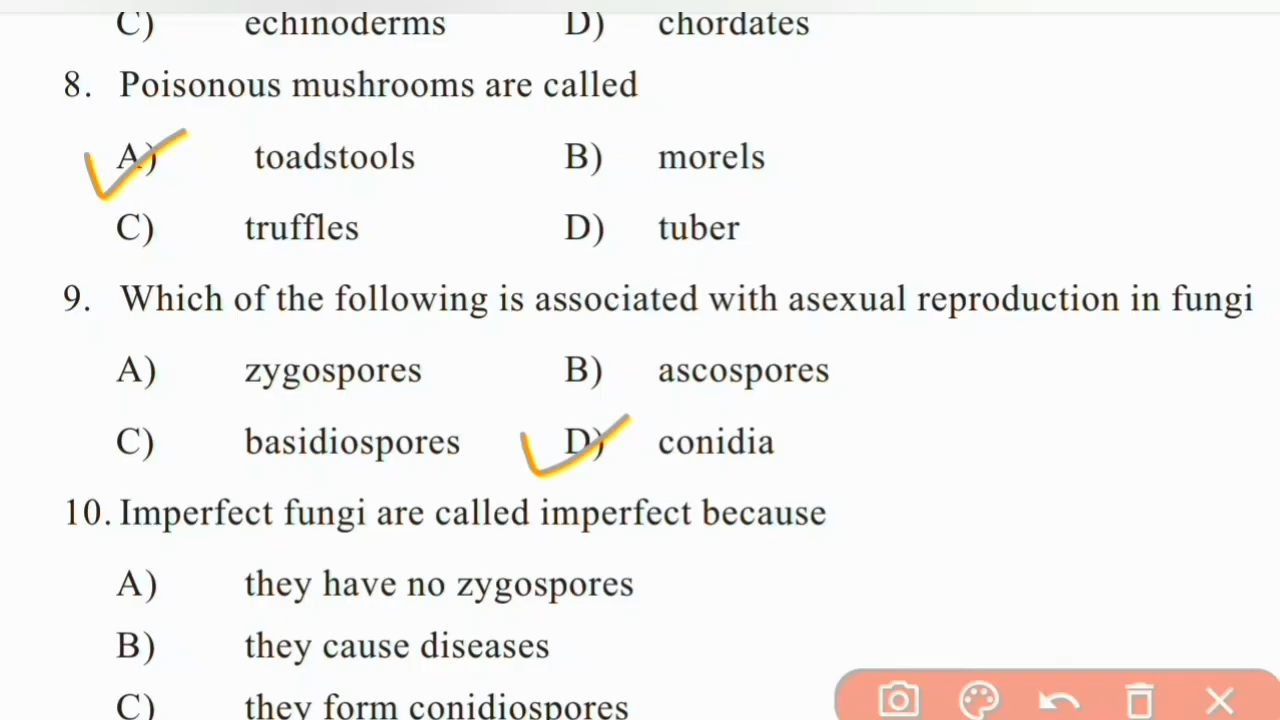 C) echinoderms D) chordates
8. Poisonous mushrooms are called
A) toadstools B) morels
C) truffles D) tuber
9. Which of the following is associated with asexual reproduction in fungi
A) zygospores B) ascospores
C) basidiospores D) conidia
10. Imperfect fungi are called imperfect because
A) they have no zygospores
B) they cause diseases
C) they form conidiospores